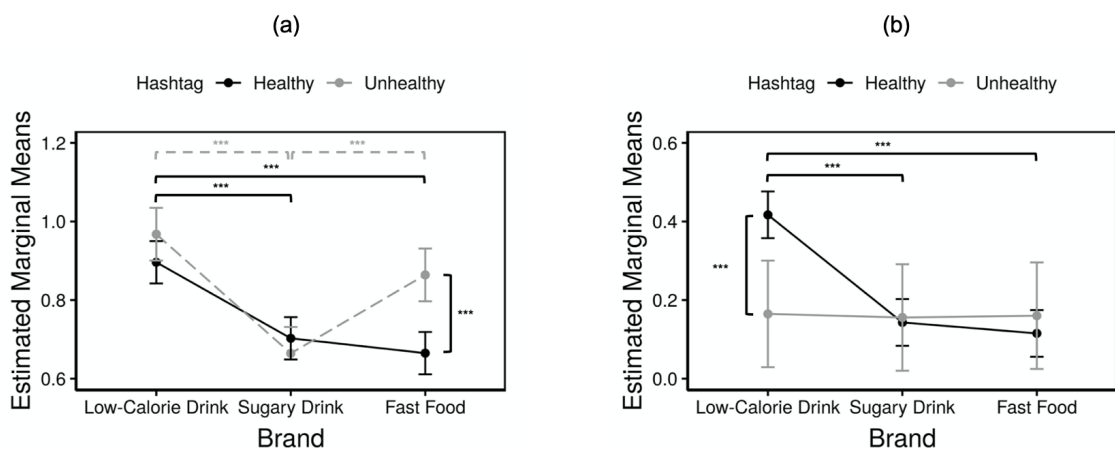 (a)
Hashtag Healthy Unhealthy
Estimated Marginal Means
1.2
1.0
0.8
0.6
***
***
***
***
***
Low-Calorie Drink Sugary Drink Fast Food
Brand
(b)
Hashtag Healthy Unhealthy
Estimated Marginal Means
0.6
0.4
0.2
0.0
***
***
***
Low-Calorie Drink Sugary Drink Fast Food
Brand